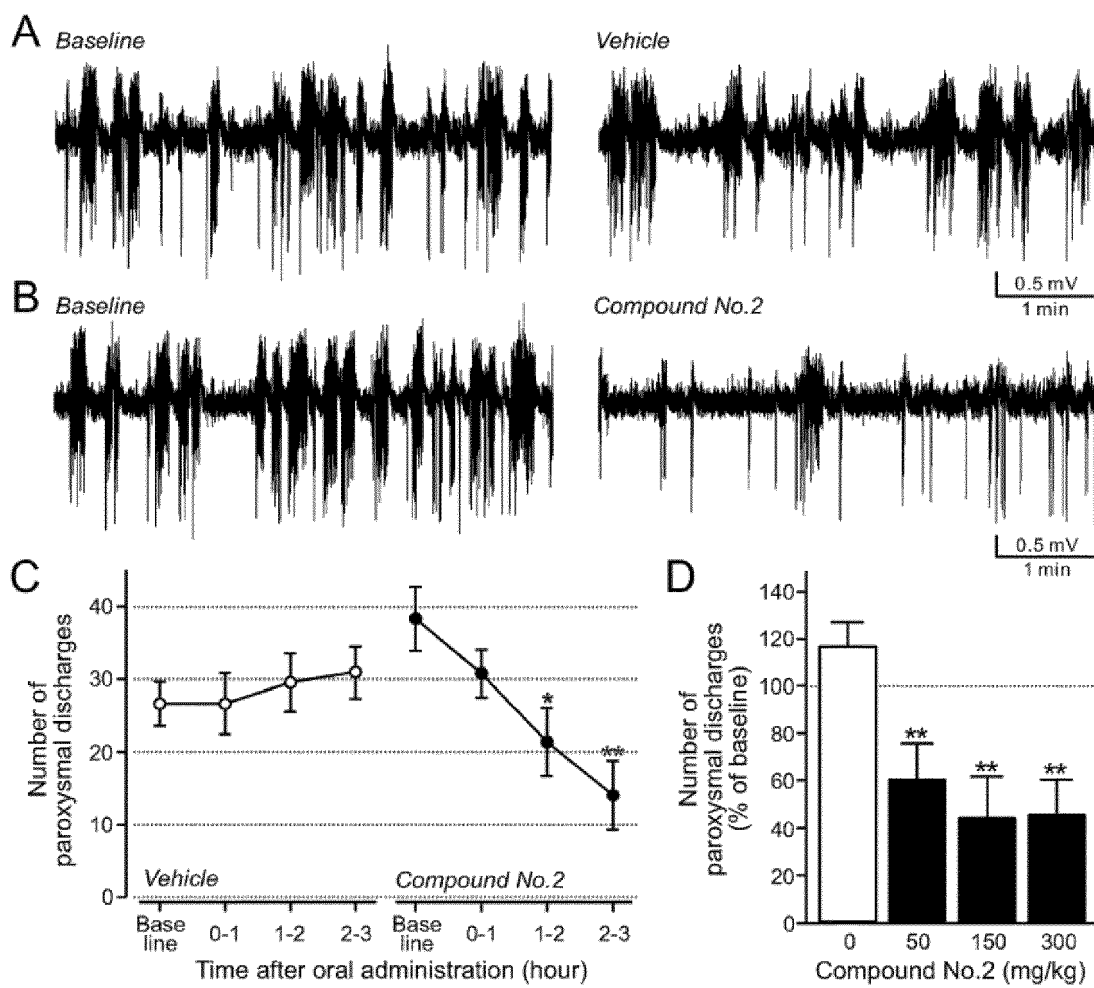 A
Baseline
Vehicle
0.5 mV
1 min
B
Baseline
Compound No.2
0.5 mV
1 min
C
Number of
paroxysmal discharges
40
30
20
10
0
*
**
Vehicle
Compound No.2
Base
line
0-1
1-2
2-3
Base
line
0-1
1-2
2-3
Time after oral administration (hour)
D
Number of
paroxysmal discharges
(% of baseline)
140
120
100
80
60
40
20
0
**
**
**
0
50
150
300
Compound No.2 (mg/kg)